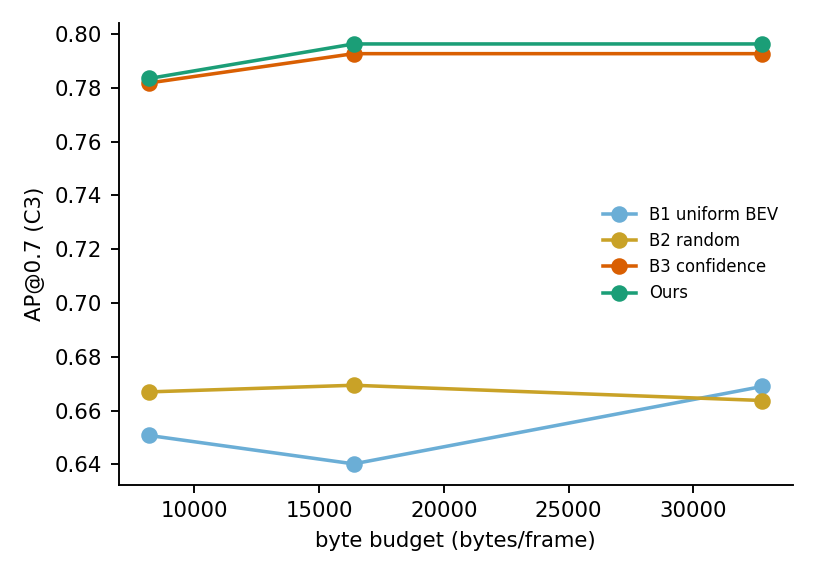 0.80
0.78
0.76
0.74
0.72
0.70
0.68
0.66
0.64
AP@0.7 (C3)
B1 uniform BEV
B2 random
B3 confidence
Ours
10000 15000 20000 25000 30000
byte budget (bytes/frame)